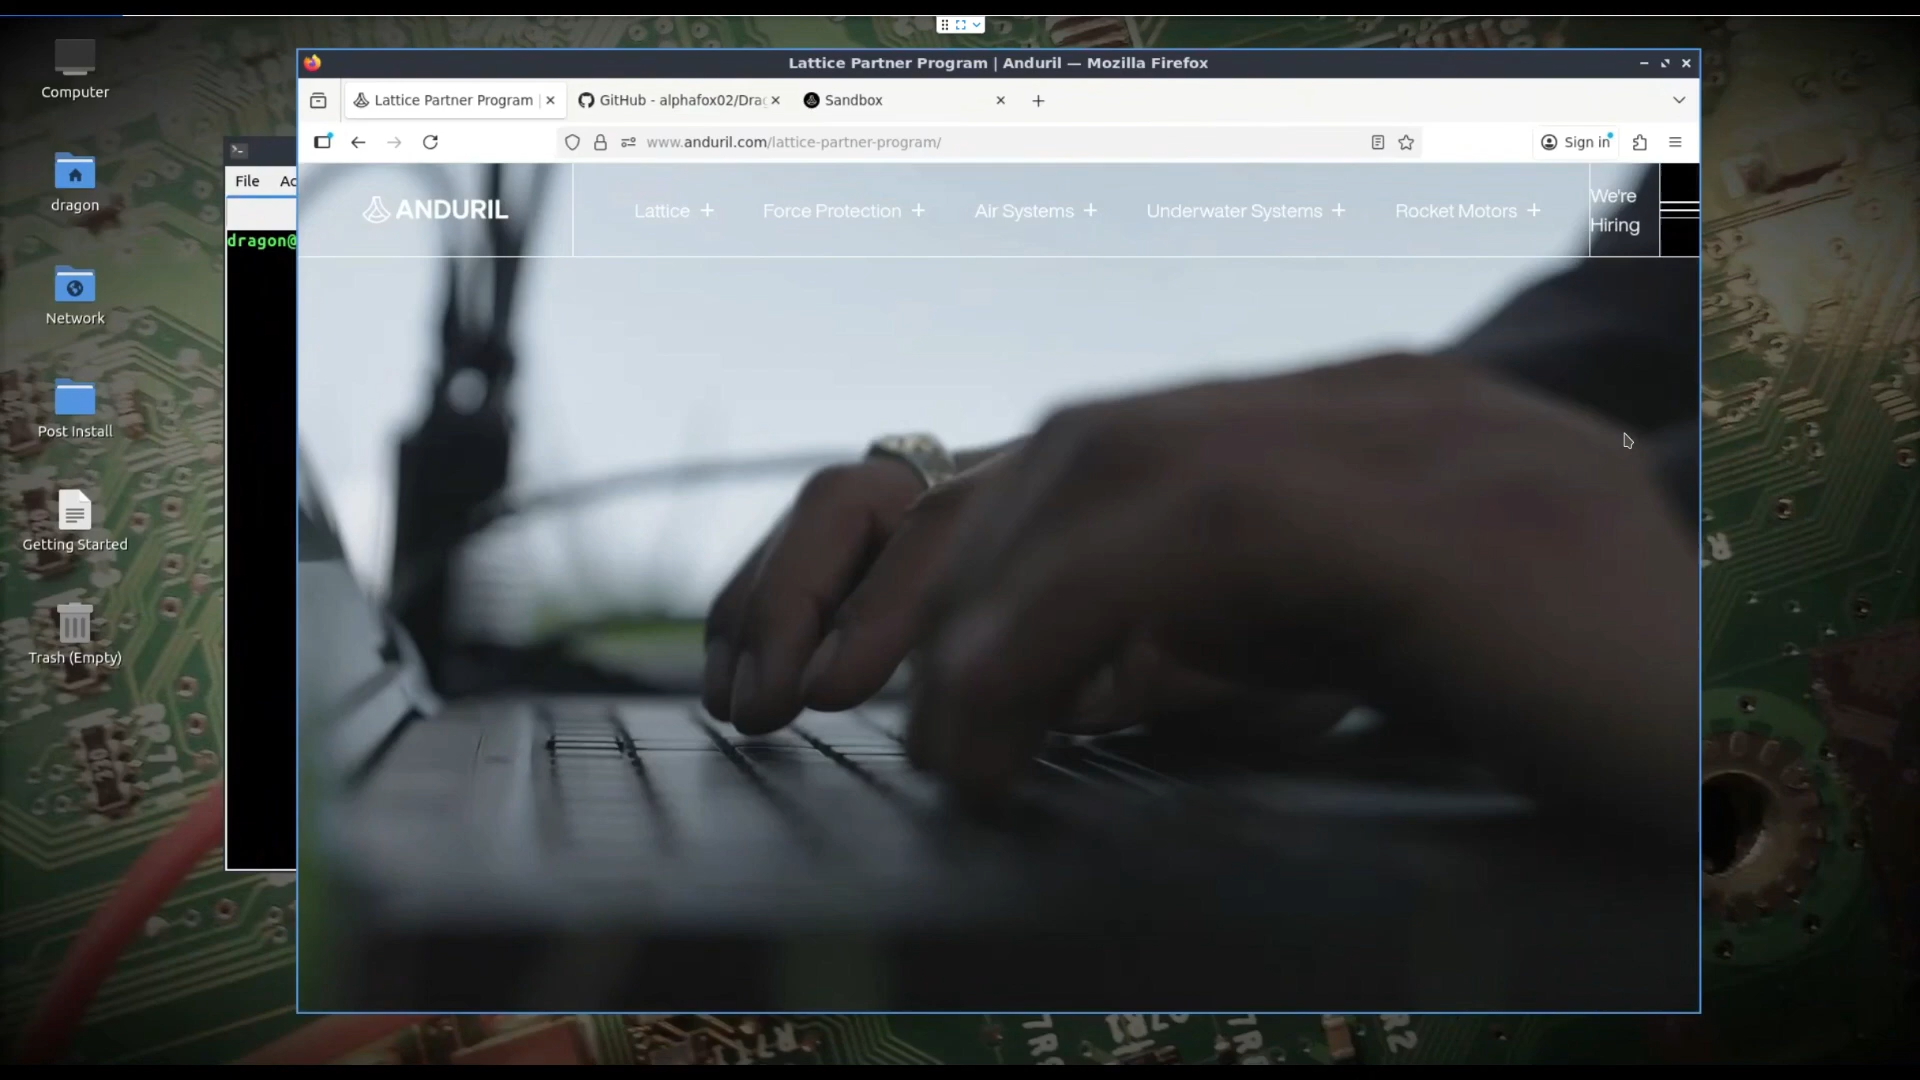 Lattice Partner Program | Anduril — Mozilla Firefox
Lattice Partner Program
GitHub - alphafox02/Drag
Sandbox
www.anduril.com/lattice-partner-program/
Sign in
ANDURIL
Lattice +
Force Protection +
Air Systems +
Underwater Systems +
Rocket Motors +
We're
Hiring
File
Ac
dragon@
Computer
dragon
Network
Post Install
Getting Started
Trash (Empty)